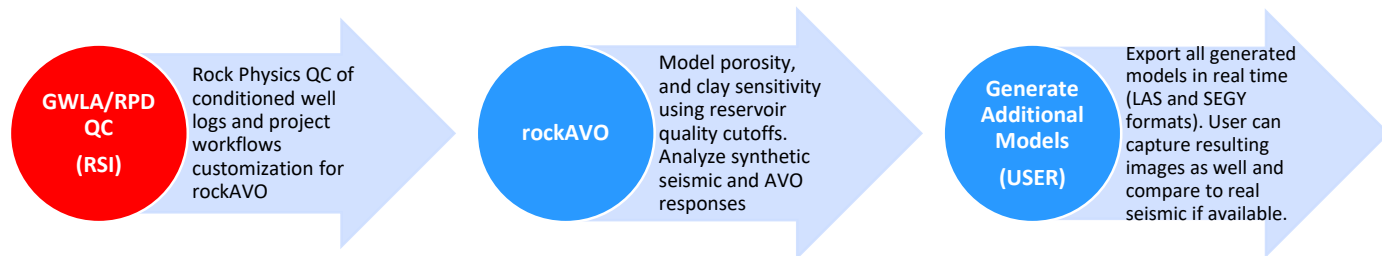 GWLA/RPD
QC
(RSI)
Rock Physics QC of
conditioned well
logs and project
workflows
customization for
rockAVO
rockAVO
Model porosity,
and clay sensitivity
using reservoir
quality cutoffs.
Analyze synthetic
seismic and AVO
responses
Generate
Additional
Models
(USER)
Export all generated
models in real time
(LAS and SEGY
formats). User can
capture resulting
images as well and
compare to real
seismic if available.